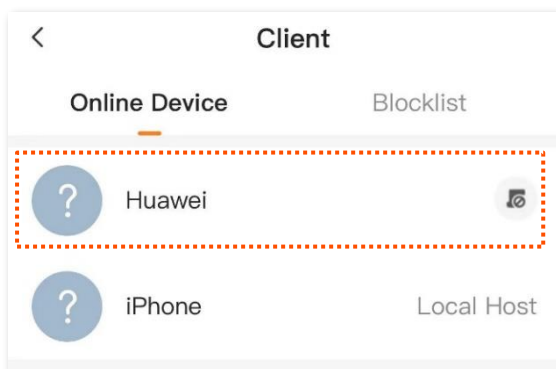 Client
Online Device Blocklist
? Huawei
? iPhone Local Host